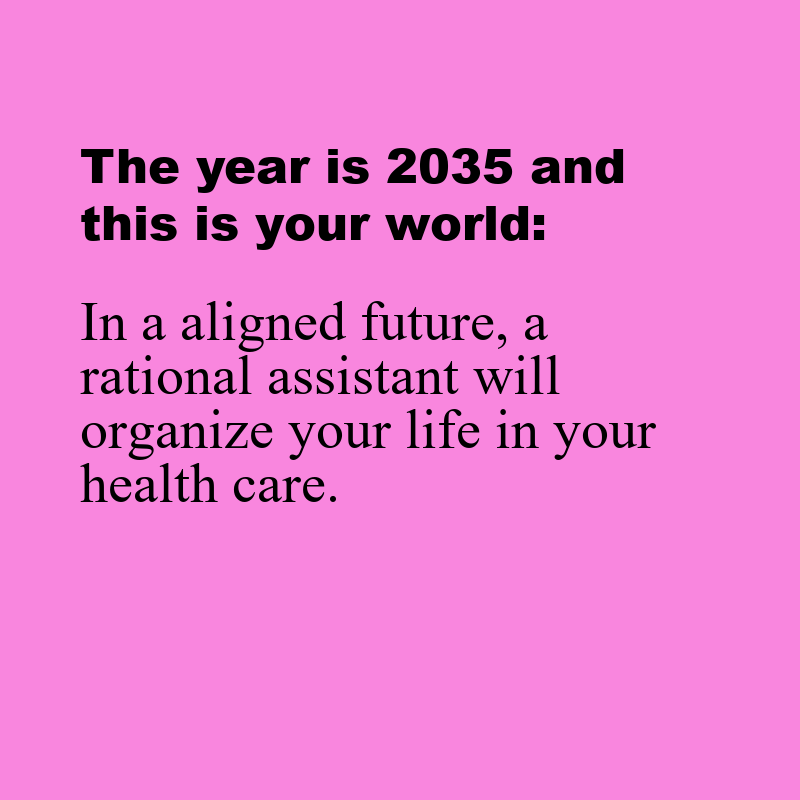 The year is 2035 and
this is your world:
In a aligned future, a
rational assistant will
organize your life in your
health care.